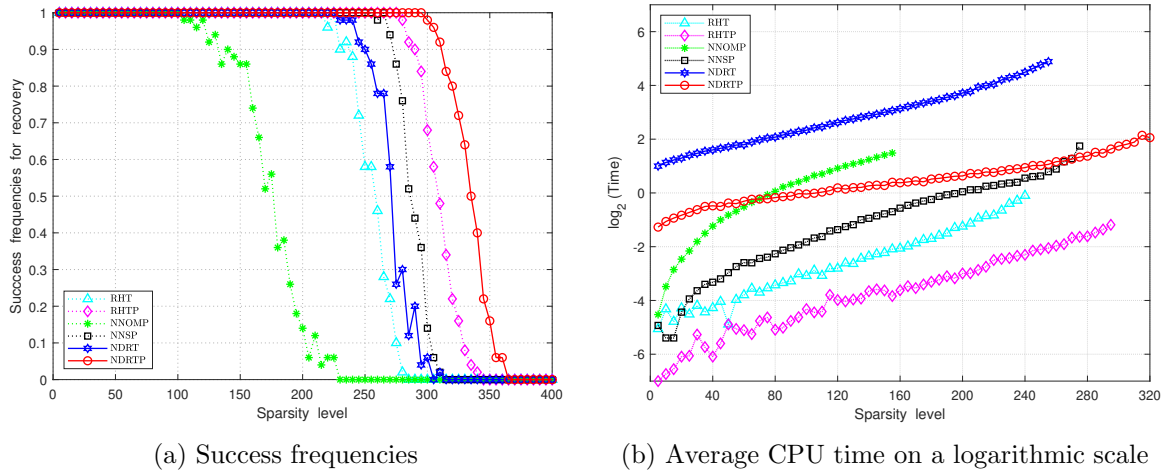 1
0.9
0.8
0.7
0.6
0.5
0.4
0.3
0.2
0.1
0
Succcess frequencies for recovery
RHT
RHTP
NNOMP
NNSP
NDRT
NDRTP
0 50 100 150 200 250 300 350 400
Sparsity level
(a) Success frequencies
6
4
2
0
-2
-4
-6
log2 (Time)
RHT
RHTP
NNOMP
NNSP
NDRT
NDRTP
0 40 80 120 160 200 240 280 320
Sparsity level
(b) Average CPU time on a logarithmic scale